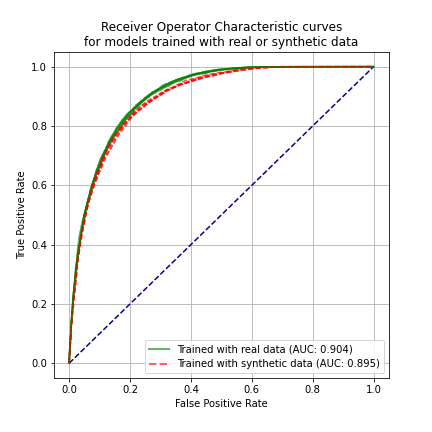 Receiver Operator Characteristic curves
for models trained with real or synthetic data
True Positive Rate
1.0
0.8
0.6
0.4
0.2
0.0
Trained with real data (AUC: 0.904)
Trained with synthetic data (AUC: 0.895)
0.0 0.2 0.4 0.6 0.8 1.0
False Positive Rate